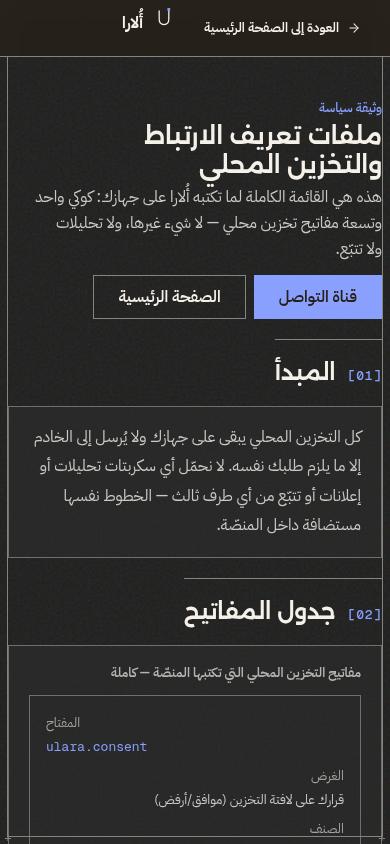 العودة إلى الصفحة الرئيسية
U أُلارا
وثيقة سياسة
ملفات تعريف الارتباط
والتخزين المحلي
هذه هي القائمة الكاملة لما تكتبه أُلارا على جهازك: كوكي واحد
وتسعة مفاتيح تخزين محلي — لا شيء غيرها، ولا تحليلات
ولا تتبّع.
قناة التواصل
الصفحة الرئيسية
[01] المبدأ
كل التخزين المحلي يبقى على جهازك ولا يُرسل إلى الخادم
إلا ما يلزم طلبك نفسه. لا نحمّل أي سكربتات تحليلات أو
إعلانات أو تتبّع من أي طرف ثالث — الخطوط نفسها
مستضافة داخل المنصّة.
[02] جدول المفاتيح
مفاتيح التخزين المحلي التي تكتبها المنصّة — كاملة
المفتاح
ulara.consent
الغرض
قرارك على لافتة التخزين (موافق/أرفض)
الصنف